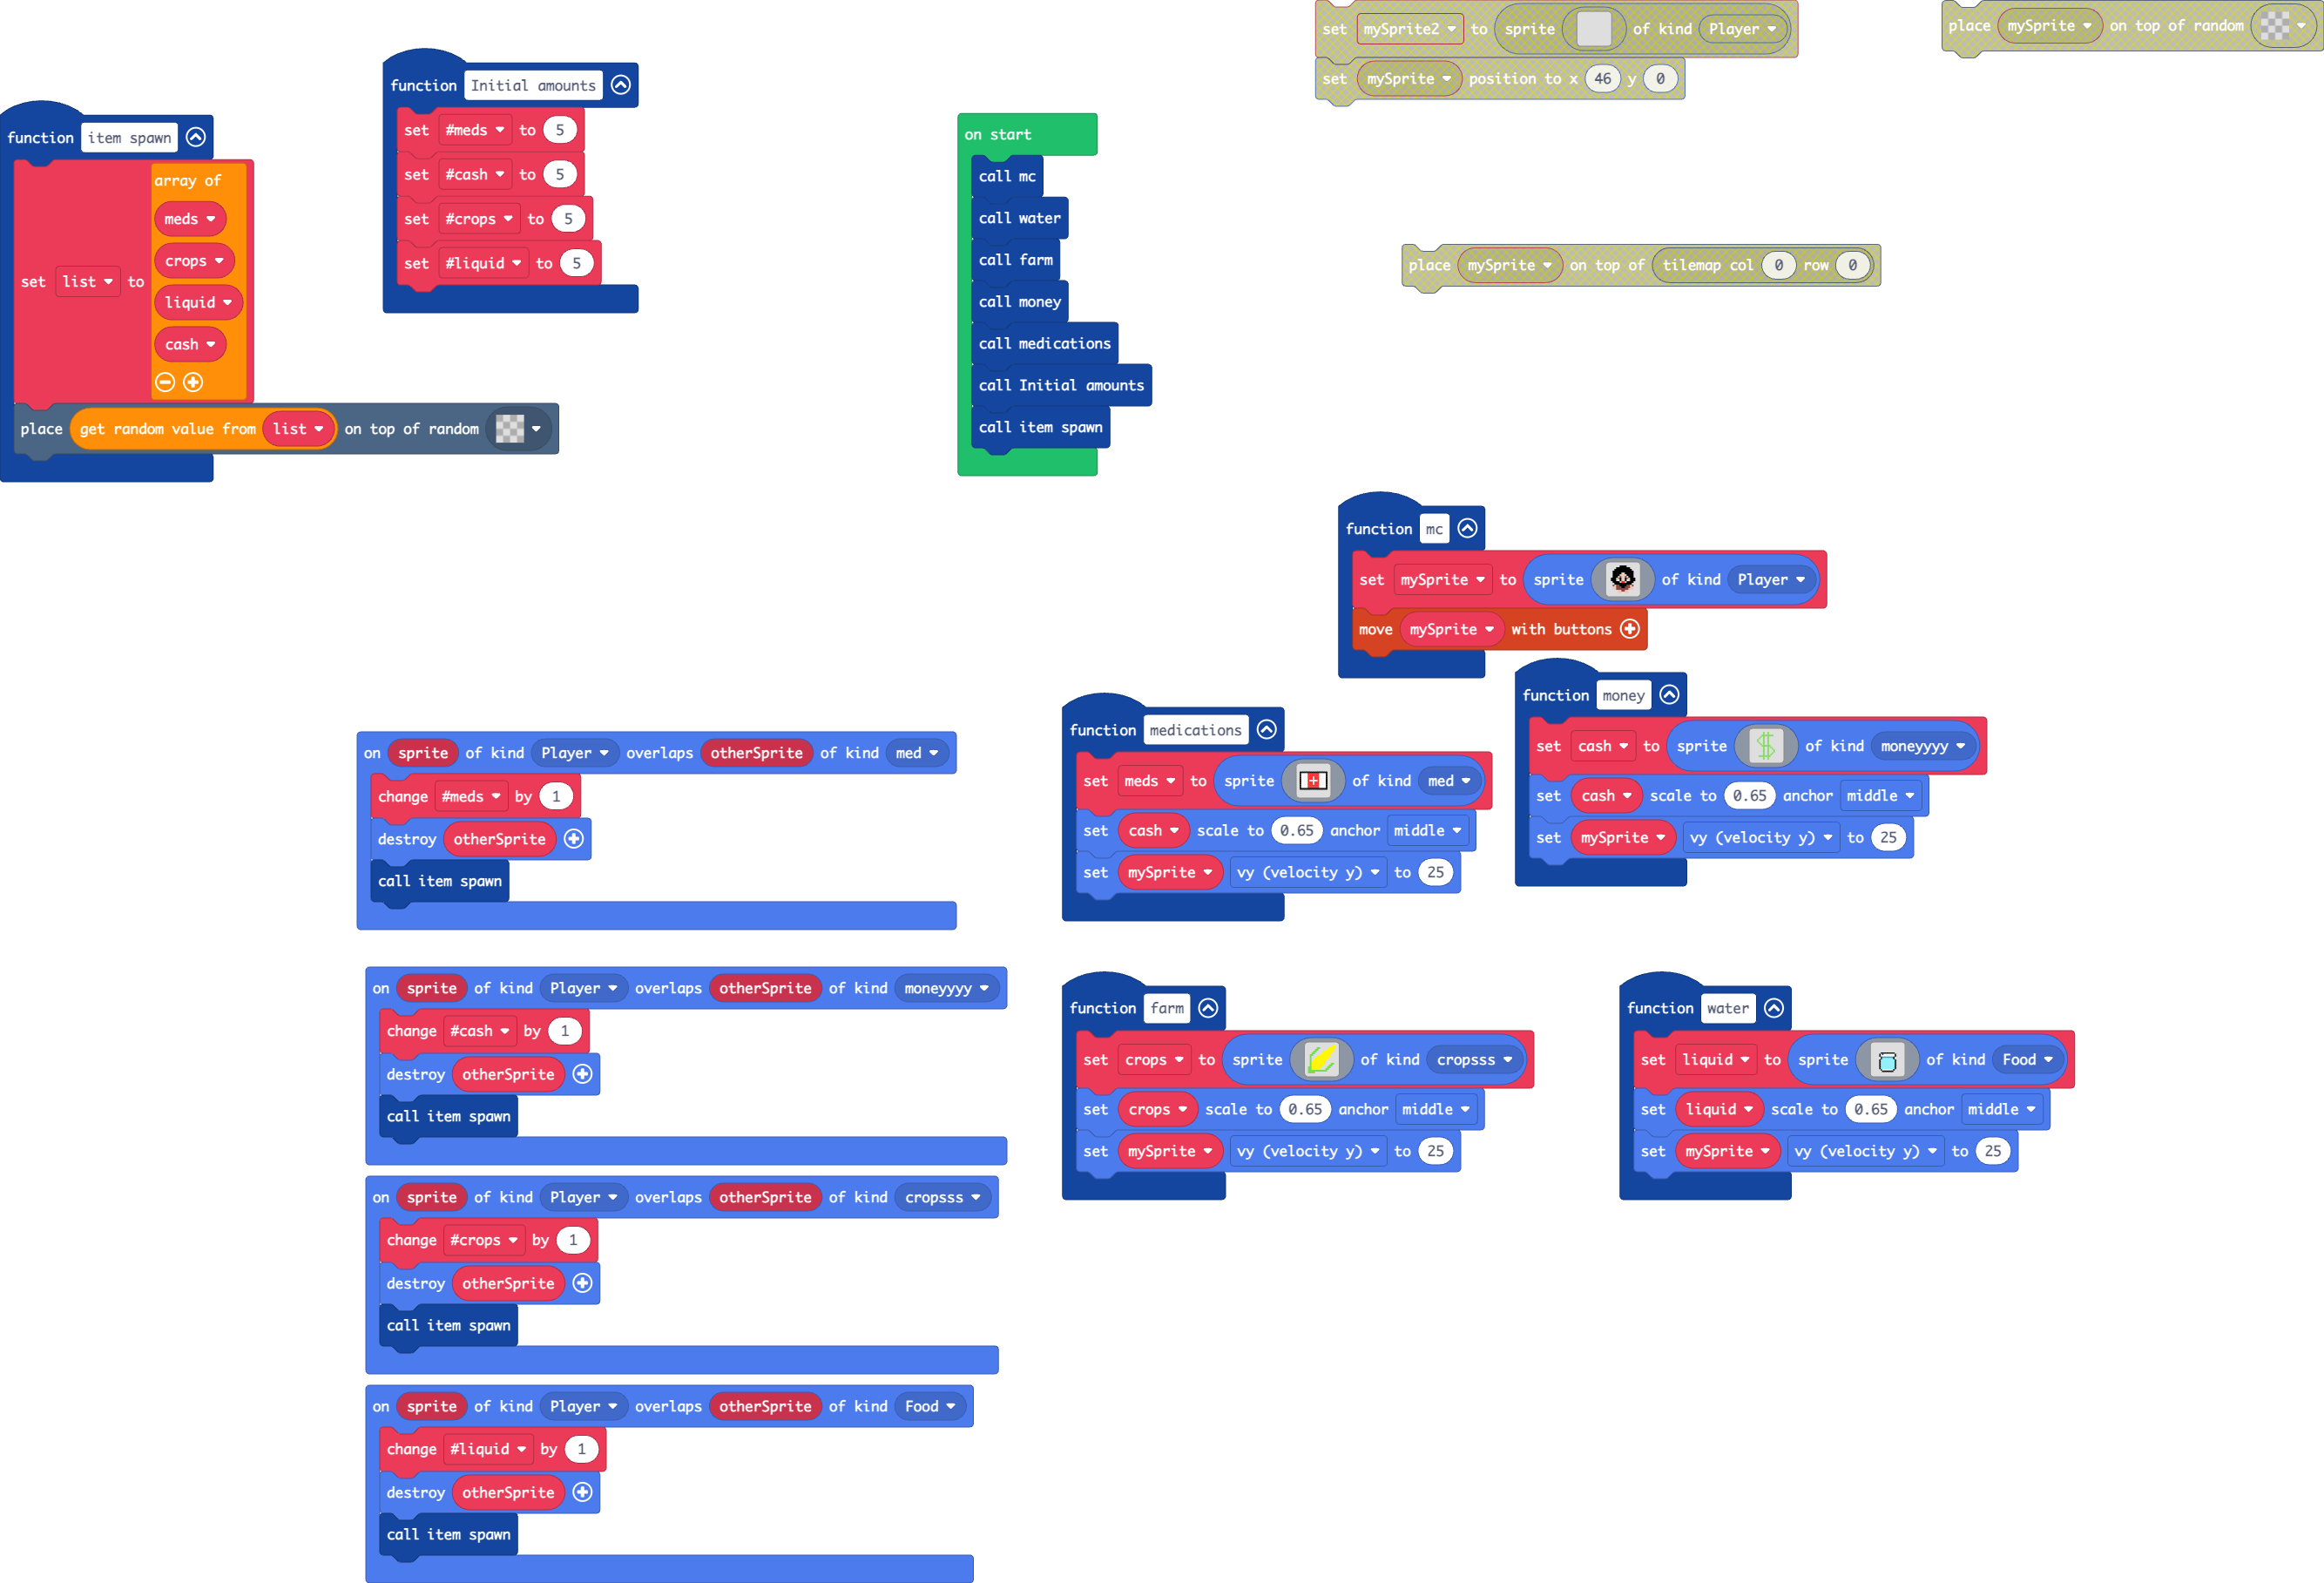 set mySprite2 to sprite of kind Player
set mySprite position to x 46 y 0
place mySprite on top of random
function Initial amounts
set #meds to 5
set #cash to 5
set #crops to 5
set #liquid to 5
function item spawn
set list to array of
meds
crops
liquid
cash
place get random value from list on top of random
on start
call mc
call water
call farm
call money
call medications
call Initial amounts
call item spawn
place mySprite on top of tilemap col 0 row 0
function mc
set mySprite to sprite of kind Player
move mySprite with buttons
function medications
set meds to sprite of kind med
set cash scale to 0.65 anchor middle
set mySprite vy (velocity y) to 25
function money
set cash to sprite of kind moneyyyy
set cash scale to 0.65 anchor middle
set mySprite vy (velocity y) to 25
on sprite of kind Player overlaps otherSprite of kind med
change #meds by 1
destroy otherSprite
call item spawn
on sprite of kind Player overlaps otherSprite of kind moneyyyy
change #cash by 1
destroy otherSprite
call item spawn
function farm
set crops to sprite of kind cropsss
set crops scale to 0.65 anchor middle
set mySprite vy (velocity y) to 25
function water
set liquid to sprite of kind Food
set liquid scale to 0.65 anchor middle
set mySprite vy (velocity y) to 25
on sprite of kind Player overlaps otherSprite of kind cropsss
change #crops by 1
destroy otherSprite
call item spawn
on sprite of kind Player overlaps otherSprite of kind Food
change #liquid by 1
destroy otherSprite
call item spawn